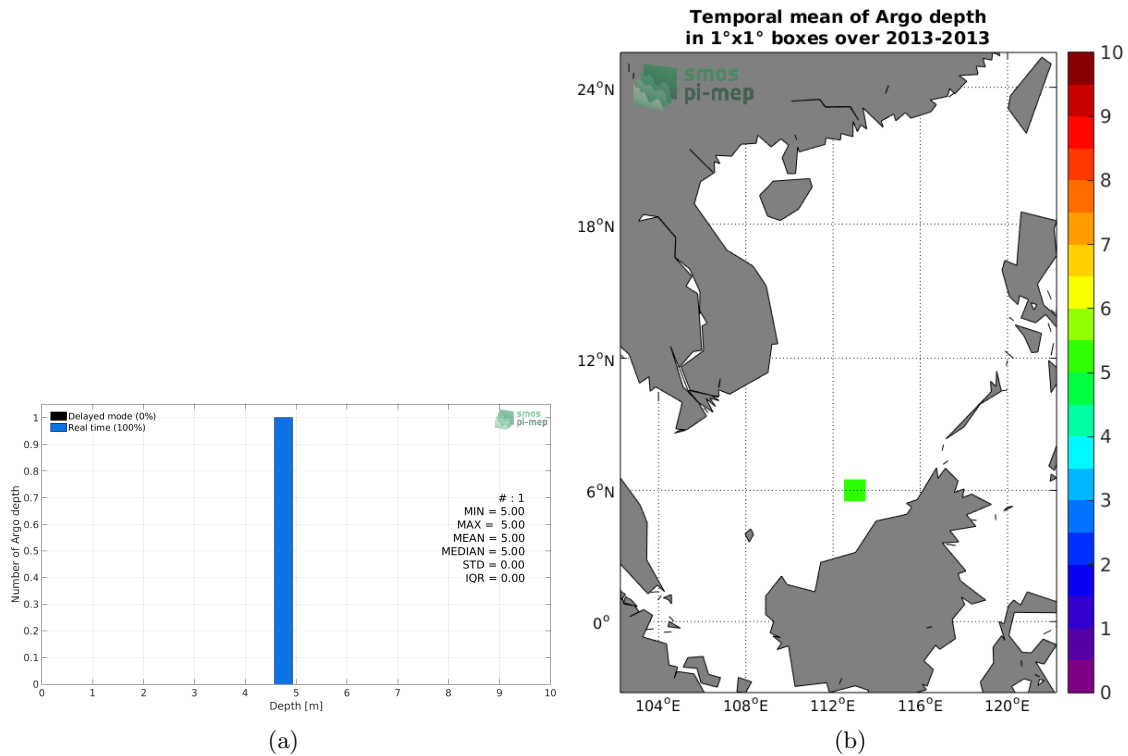 Temporal mean of Argo depth
in 1°x1° boxes over 2013-2013
smos
pi-mep
24°N
18°N
12°N
6°N
0°
104°E
108°E
112°E
116°E
120°E
10
9
8
7
6
5
4
3
2
1
0
(b)
Delayed mode (0%)
Real time (100%)
smos
pi-mep
# : 1
MIN = 5.00
MAX = 5.00
MEAN = 5.00
MEDIAN = 5.00
STD = 0.00
IQR = 0.00
Number of Argo depth
1
0.9
0.8
0.7
0.6
0.5
0.4
0.3
0.2
0.1
0
0 1 2 3 4 5 6 7 8 9 10
Depth [m]
(a)